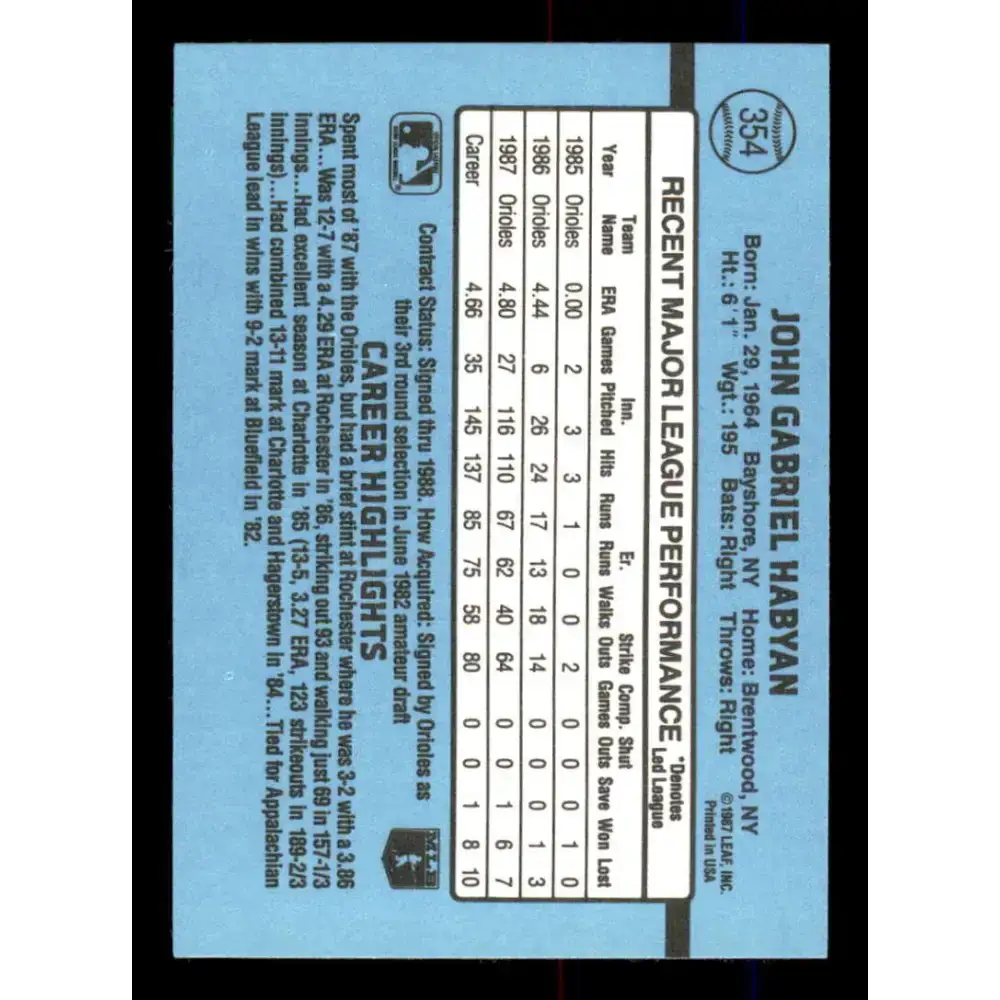 354
JOHN GABRIEL HABYAN
Born: Jan. 29, 1964 Bayshore, NY Home: Brentwood, NY
Ht.: 6'1" Wgt.: 195 Bats: Right Throws: Right
©1987 LEAF, INC.
Printed in USA
RECENT MAJOR LEAGUE PERFORMANCE *Denotes
Led League
Team Inn. Er. Strike Comp. Shut
Year Name ERA Games Pitched Hits Runs Runs Walks Outs Games Outs Save Won Lost
1985 Orioles 0.00 2 3 3 1 0 0 2 0 0 0 1 0
1986 Orioles 4.44 6 26 24 17 13 18 14 0 0 0 1 3
1987 Orioles 4.80 27 116 110 67 62 40 64 0 0 1 6 7
Career 4.66 35 145 137 85 75 58 80 0 0 1 8 10
Contract Status: Signed thru 1988. How Acquired: Signed by Orioles as
their 3rd round selection in June 1982 amateur draft
MLB
CAREER HIGHLIGHTS
Spent most of '87 with the Orioles, but had a brief stint at Rochester where he was 3-2 with a 3.86
ERA...Was 12-7 with a 4.29 ERA at Rochester in '86, striking out 93 and walking just 69 in 157-1/3
innings...Had excellent season at Charlotte in '85 (13-5, 3.27 ERA, 123 strikeouts in 189-2/3
innings)...Had combined 13-11 mark at Charlotte and Hagerstown in '84...Tied for Appalachian
League lead in wins with 9-2 mark at Bluefield in '82.